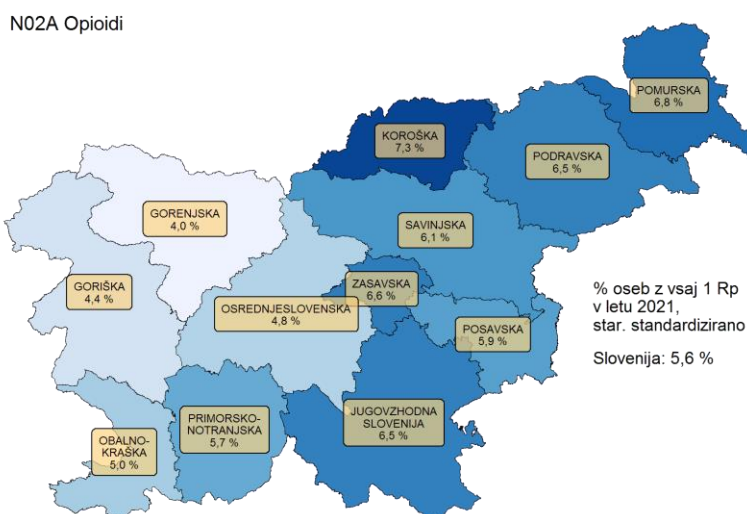 N02A Opioidi
POMURSKA
6,8 %
KOROŠKA
7,3 %
PODRAVSKA
6,5 %
GORENJSKA
4,0 %
SAVINJSKA
6,1 %
GORIŠKA
4,4 %
ZASAVSKA
6,6 %
OSREDNJESLOVENSKA
4,8 %
POSAVSKA
5,9 %
% oseb z vsaj 1 Rp
v letu 2021,
star. standardizirano
Slovenija: 5,6 %
OBALNO-
KRAŠKA
5,0 %
PRIMORSKO-
NOTRANJSKA
5,7 %
JUGOVZHODNA
SLOVENIJA
6,5 %